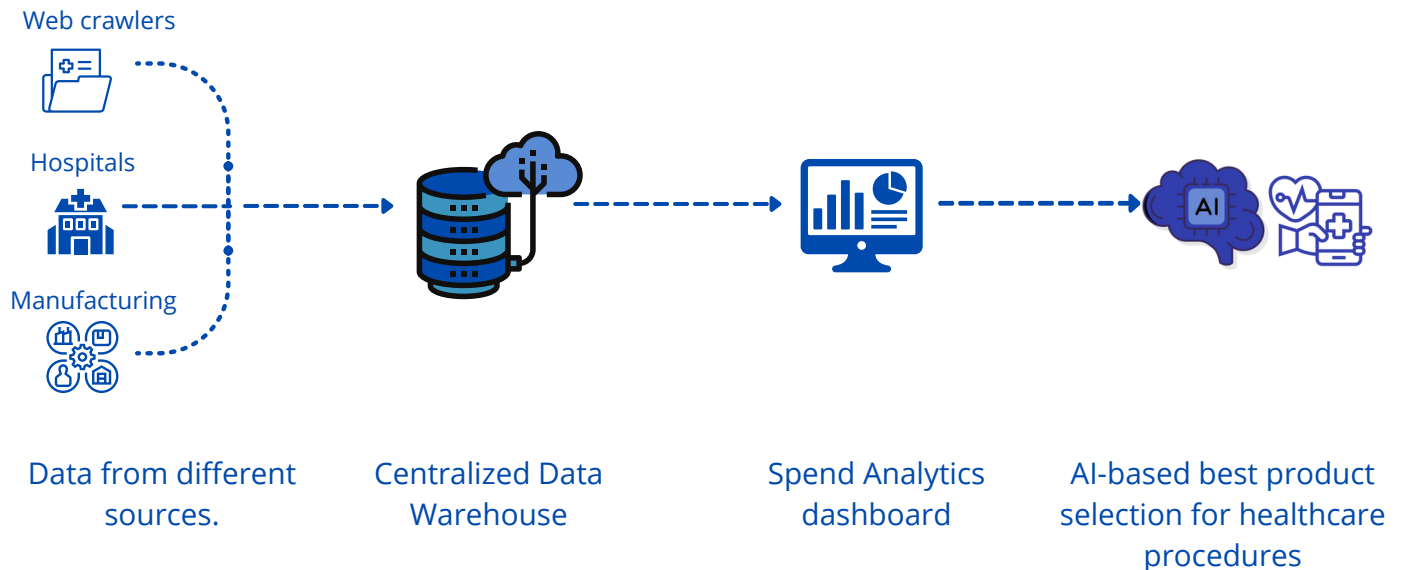 Web crawlers
Hospitals
Manufacturing
AI
Data from different
sources.
Centralized Data
Warehouse
Spend Analytics
dashboard
AI-based best product
selection for healthcare
procedures